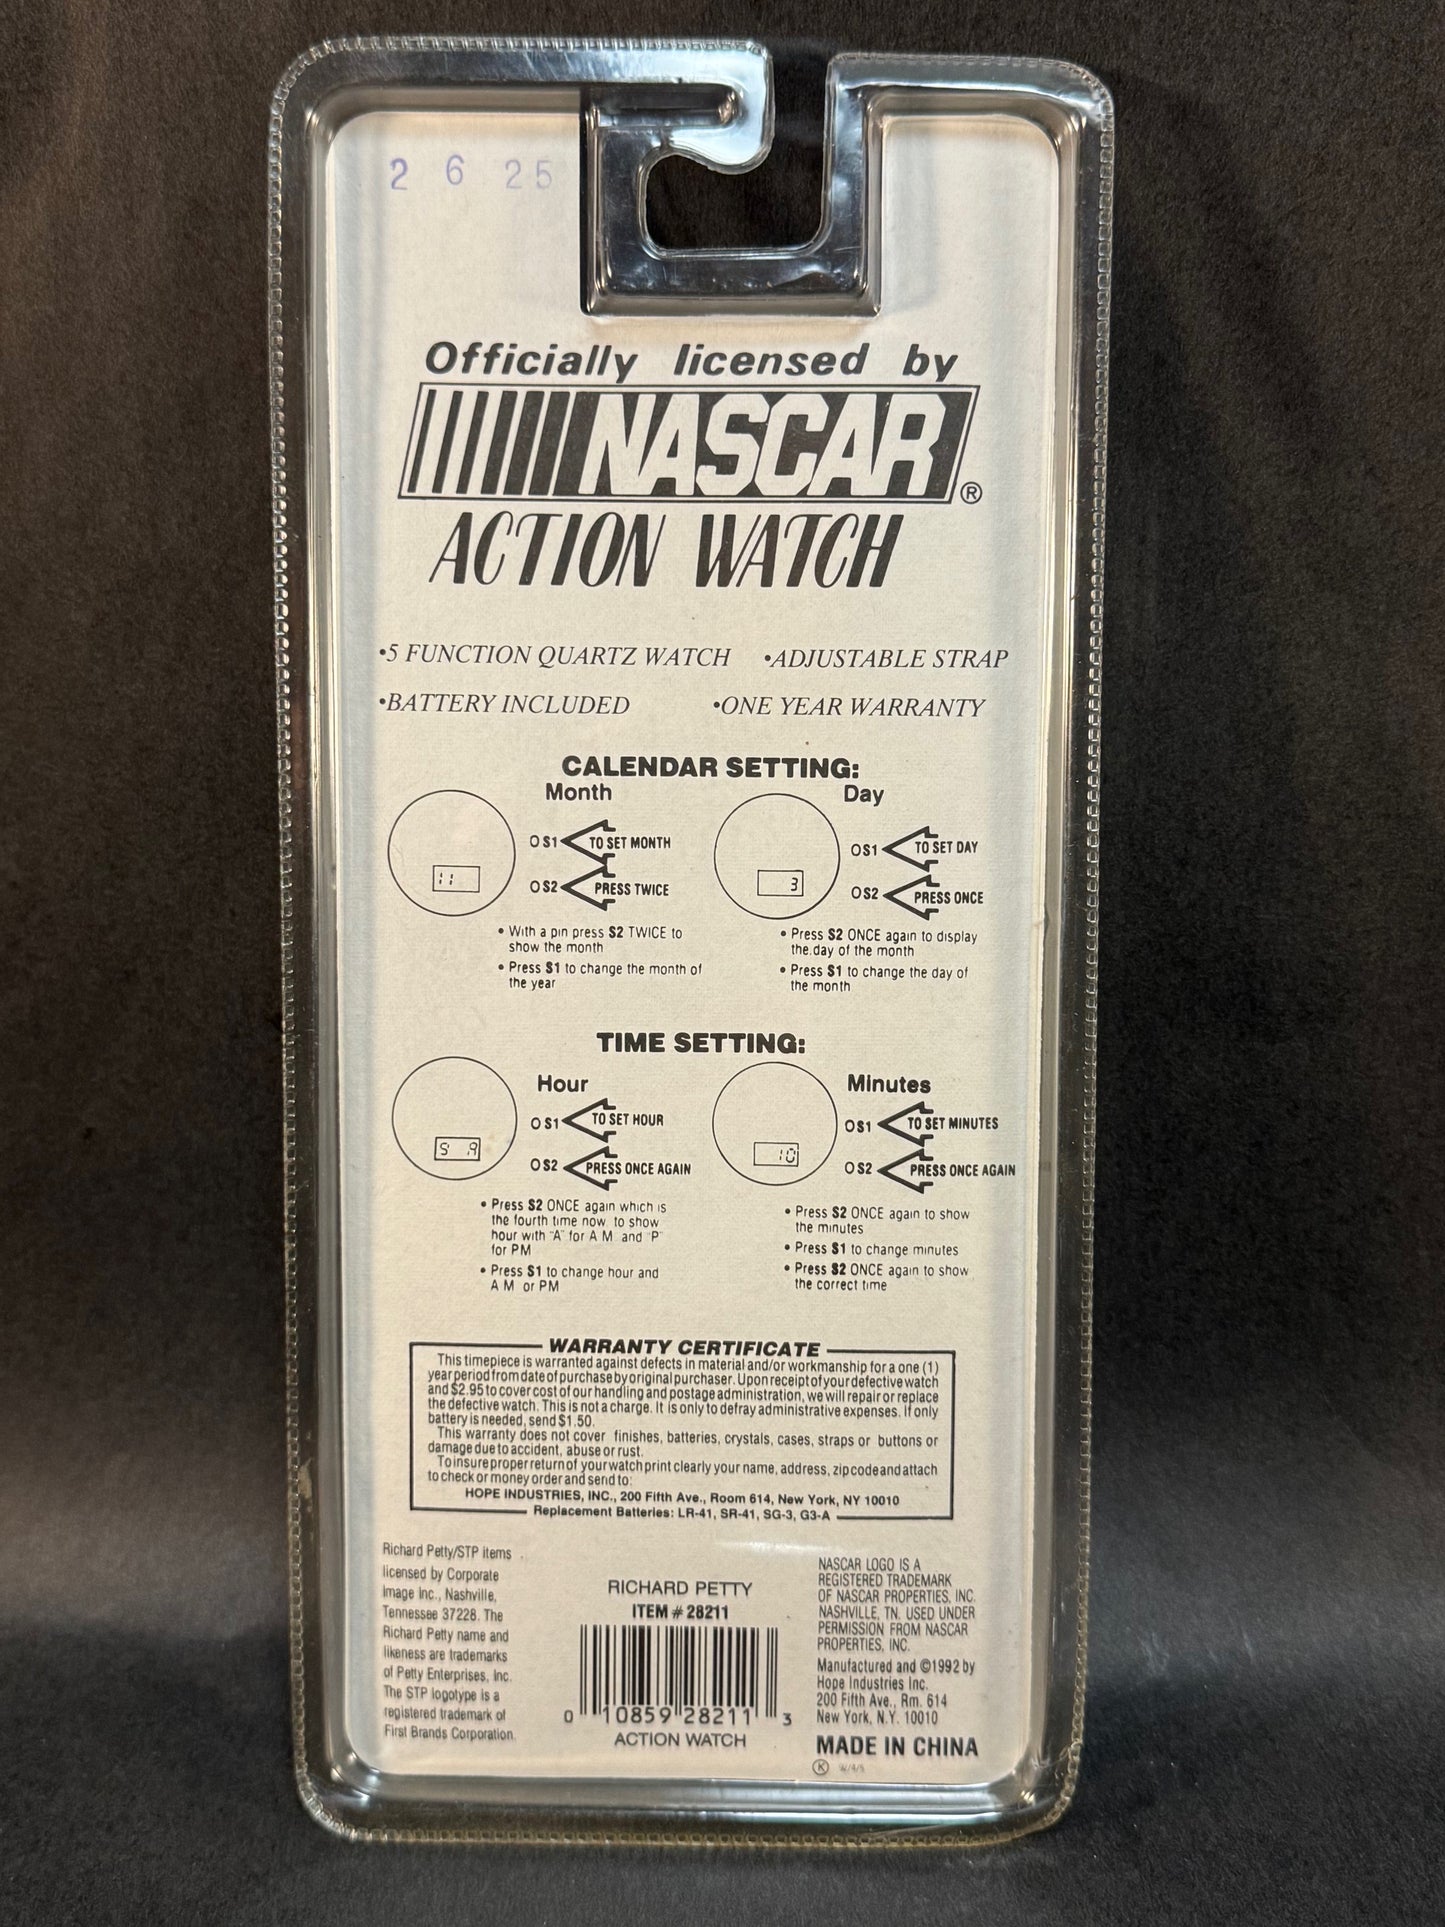 2 6 25
Officially licensed by
NASCAR®
ACTION WATCH
•5 FUNCTION QUARTZ WATCH •ADJUSTABLE STRAP
•BATTERY INCLUDED •ONE YEAR WARRANTY
CALENDAR SETTING:
Month
11
O S1 TO SET MONTH
O S2 PRESS TWICE
• With a pin press S2 TWICE to
show the month
• Press S1 to change the month of
the year
Day
3
O S1 TO SET DAY
O S2 PRESS ONCE
• Press S2 ONCE again to display
the.day of the month
• Press S1 to change the day of
the month
TIME SETTING:
Hour
5 A
O S1 TO SET HOUR
O S2 PRESS ONCE AGAIN
• Press S2 ONCE again which is
the fourth time now to show
hour with "A" for A M and "P"
for PM
• Press S1 to change hour and
A M or PM
Minutes
10
O S1 TO SET MINUTES
O S2 PRESS ONCE AGAIN
• Press S2 ONCE again to show
the minutes
• Press S1 to change minutes
• Press S2 ONCE again to show
the correct time
WARRANTY CERTIFICATE
This timepiece is warranted against defects in material and/or workmanship for a one (1)
year period from date of purchase by original purchaser. Upon receipt of your defective watch
and $2.95 to cover cost of our handling and postage administration, we will repair or replace
the defective watch. This is not a charge. It is only to defray administrative expenses. If only
battery is needed, send $1.50.
This warranty does not cover finishes, batteries, crystals, cases, straps or buttons or
damage due to accident, abuse or rust.
To insure proper return of your watch print clearly your name, address, zip code and attach
to check or money order and send to:
HOPE INDUSTRIES, INC., 200 Fifth Ave., Room 614, New York, NY 10010
Replacement Batteries: LR-41, SR-41, SG-3, G3-A
Richard Petty/STP items
licensed by Corporate
Image Inc., Nashville,
Tennessee 37228. The
Richard Petty name and
likeness are trademarks
of Petty Enterprises, Inc.
The STP logotype is a
registered trademark of
First Brands Corporation.
RICHARD PETTY
ITEM # 28211
0 10859 28211 3
ACTION WATCH
NASCAR LOGO IS A
REGISTERED TRADEMARK
OF NASCAR PROPERTIES, INC.
NASHVILLE, TN. USED UNDER
PERMISSION FROM NASCAR
PROPERTIES, INC.
Manufactured and ©1992 by
Hope Industries Inc.
200 Fifth Ave., Rm. 614
New York, N.Y. 10010
MADE IN CHINA
K